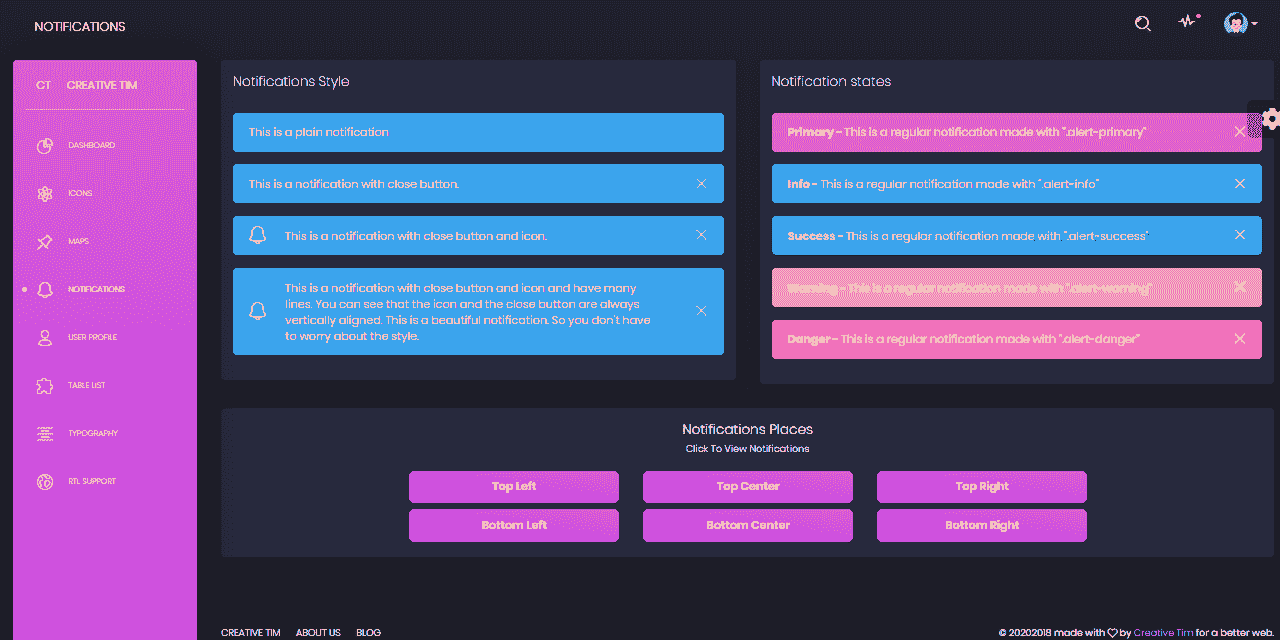 NOTIFICATIONS
CT CREATIVE TIM
DASHBOARD
ICONS
MAPS
NOTIFICATIONS
USER PROFILE
TABLE LIST
TYPOGRAPHY
RTL SUPPORT
Notifications Style
This is a plain notification
This is a notification with close button.
This is a notification with close button and icon.
This is a notification with close button and icon and have many
lines. You can see that the icon and the close button are always
vertically aligned. This is a beautiful notification. So you don't have
to worry about the style.
Notification states
Primary - This is a regular notification made with ".alert-primary"
Info - This is a regular notification made with ".alert-info"
Success - This is a regular notification made with ".alert-success"
Warning - This is a regular notification made with ".alert-warning"
Danger - This is a regular notification made with ".alert-danger"
Notifications Places
Click To View Notifications
Top Left Top Center Top Right
Bottom Left Bottom Center Bottom Right
CREATIVE TIM ABOUT US BLOG
© 20202018 made with ♡ by Creative Tim for a better web.